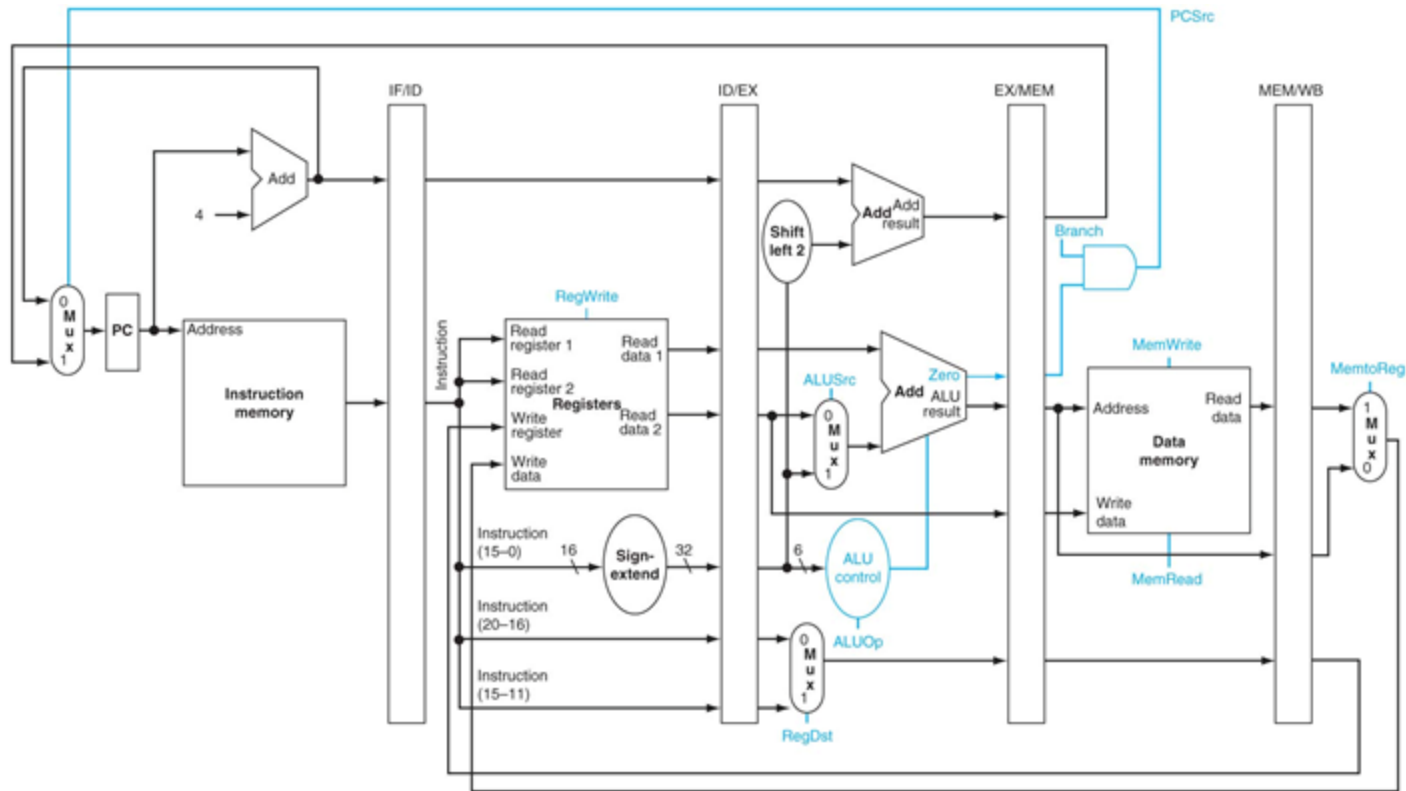 PCSrc
IF/ID
ID/EX
EX/MEM
MEM/WB
Add
4
Shift
left 2
Add
Add
result
Branch
0
M
u
x
1
PC
Address
Instruction
memory
Instruction
RegWrite
Read
register 1
Read
register 2
Write
register
Write
data
Registers
Read
data 1
Read
data 2
ALUSrc
0
M
u
x
1
Add
Zero
ALU
result
MemWrite
Address
Read
data
Data
memory
Write
data
MemRead
MemtoReg
1
M
u
x
0
Instruction
(15–0)
16
Sign-
extend
32
6
ALU
control
ALUOp
Instruction
(20–16)
Instruction
(15–11)
0
M
u
x
1
RegDst